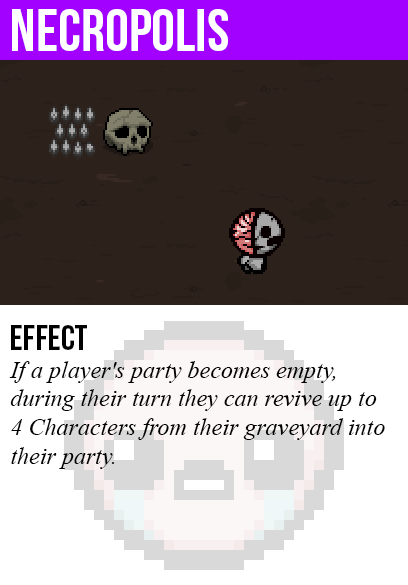 NECROPOLIS
EFFECT
If a player's party becomes empty,
during their turn they can revive up to
4 Characters from their graveyard into
their party.